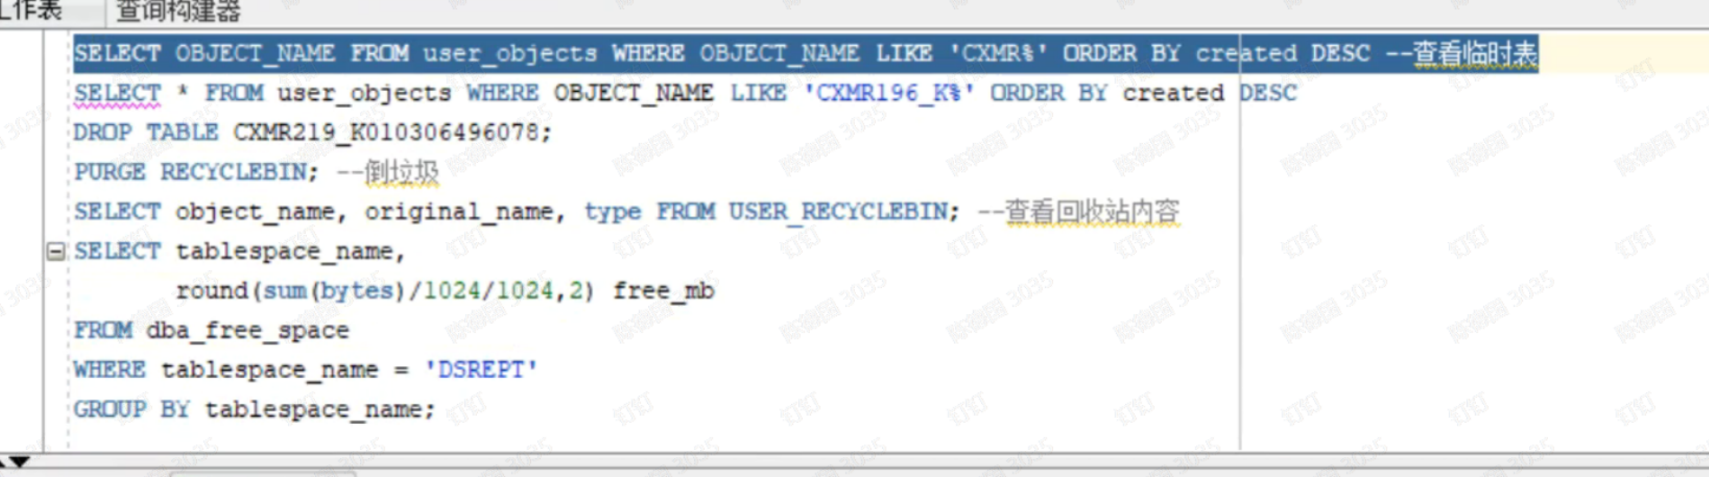 工作表 查询构建器
SELECT OBJECT_NAME FROM user_objects WHERE OBJECT_NAME LIKE 'CXMR%' ORDER BY created DESC --查看临时表
SELECT * FROM user_objects WHERE OBJECT_NAME LIKE 'CXMR196_K%' ORDER BY created DESC
DROP TABLE CXMR219_K010306496078;
PURGE RECYCLEBIN; --倒垃圾
SELECT object_name, original_name, type FROM USER_RECYCLEBIN; --查看回收站内容
SELECT tablespace_name,
round(sum(bytes)/1024/1024,2) free_mb
FROM dba_free_space
WHERE tablespace_name = 'DSREPT'
GROUP BY tablespace_name;